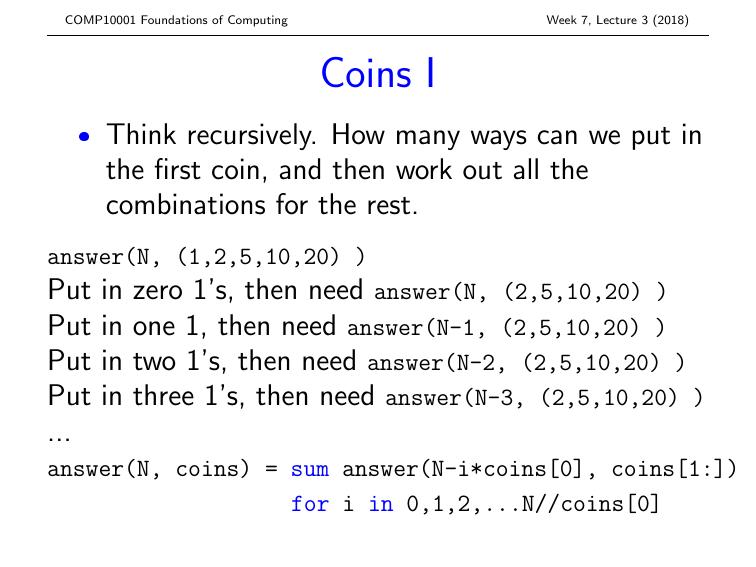 COMP10001 Foundations of Computing Week 7, Lecture 3 (2018)
Coins I
• Think recursively. How many ways can we put in
the first coin, and then work out all the
combinations for the rest.
answer(N, (1,2,5,10,20) )
Put in zero 1's, then need answer(N, (2,5,10,20) )
Put in one 1, then need answer(N-1, (2,5,10,20) )
Put in two 1's, then need answer(N-2, (2,5,10,20) )
Put in three 1's, then need answer(N-3, (2,5,10,20) )
...
answer(N, coins) = sum answer(N-i*coins[0], coins[1:])
for i in 0,1,2,...N//coins[0]